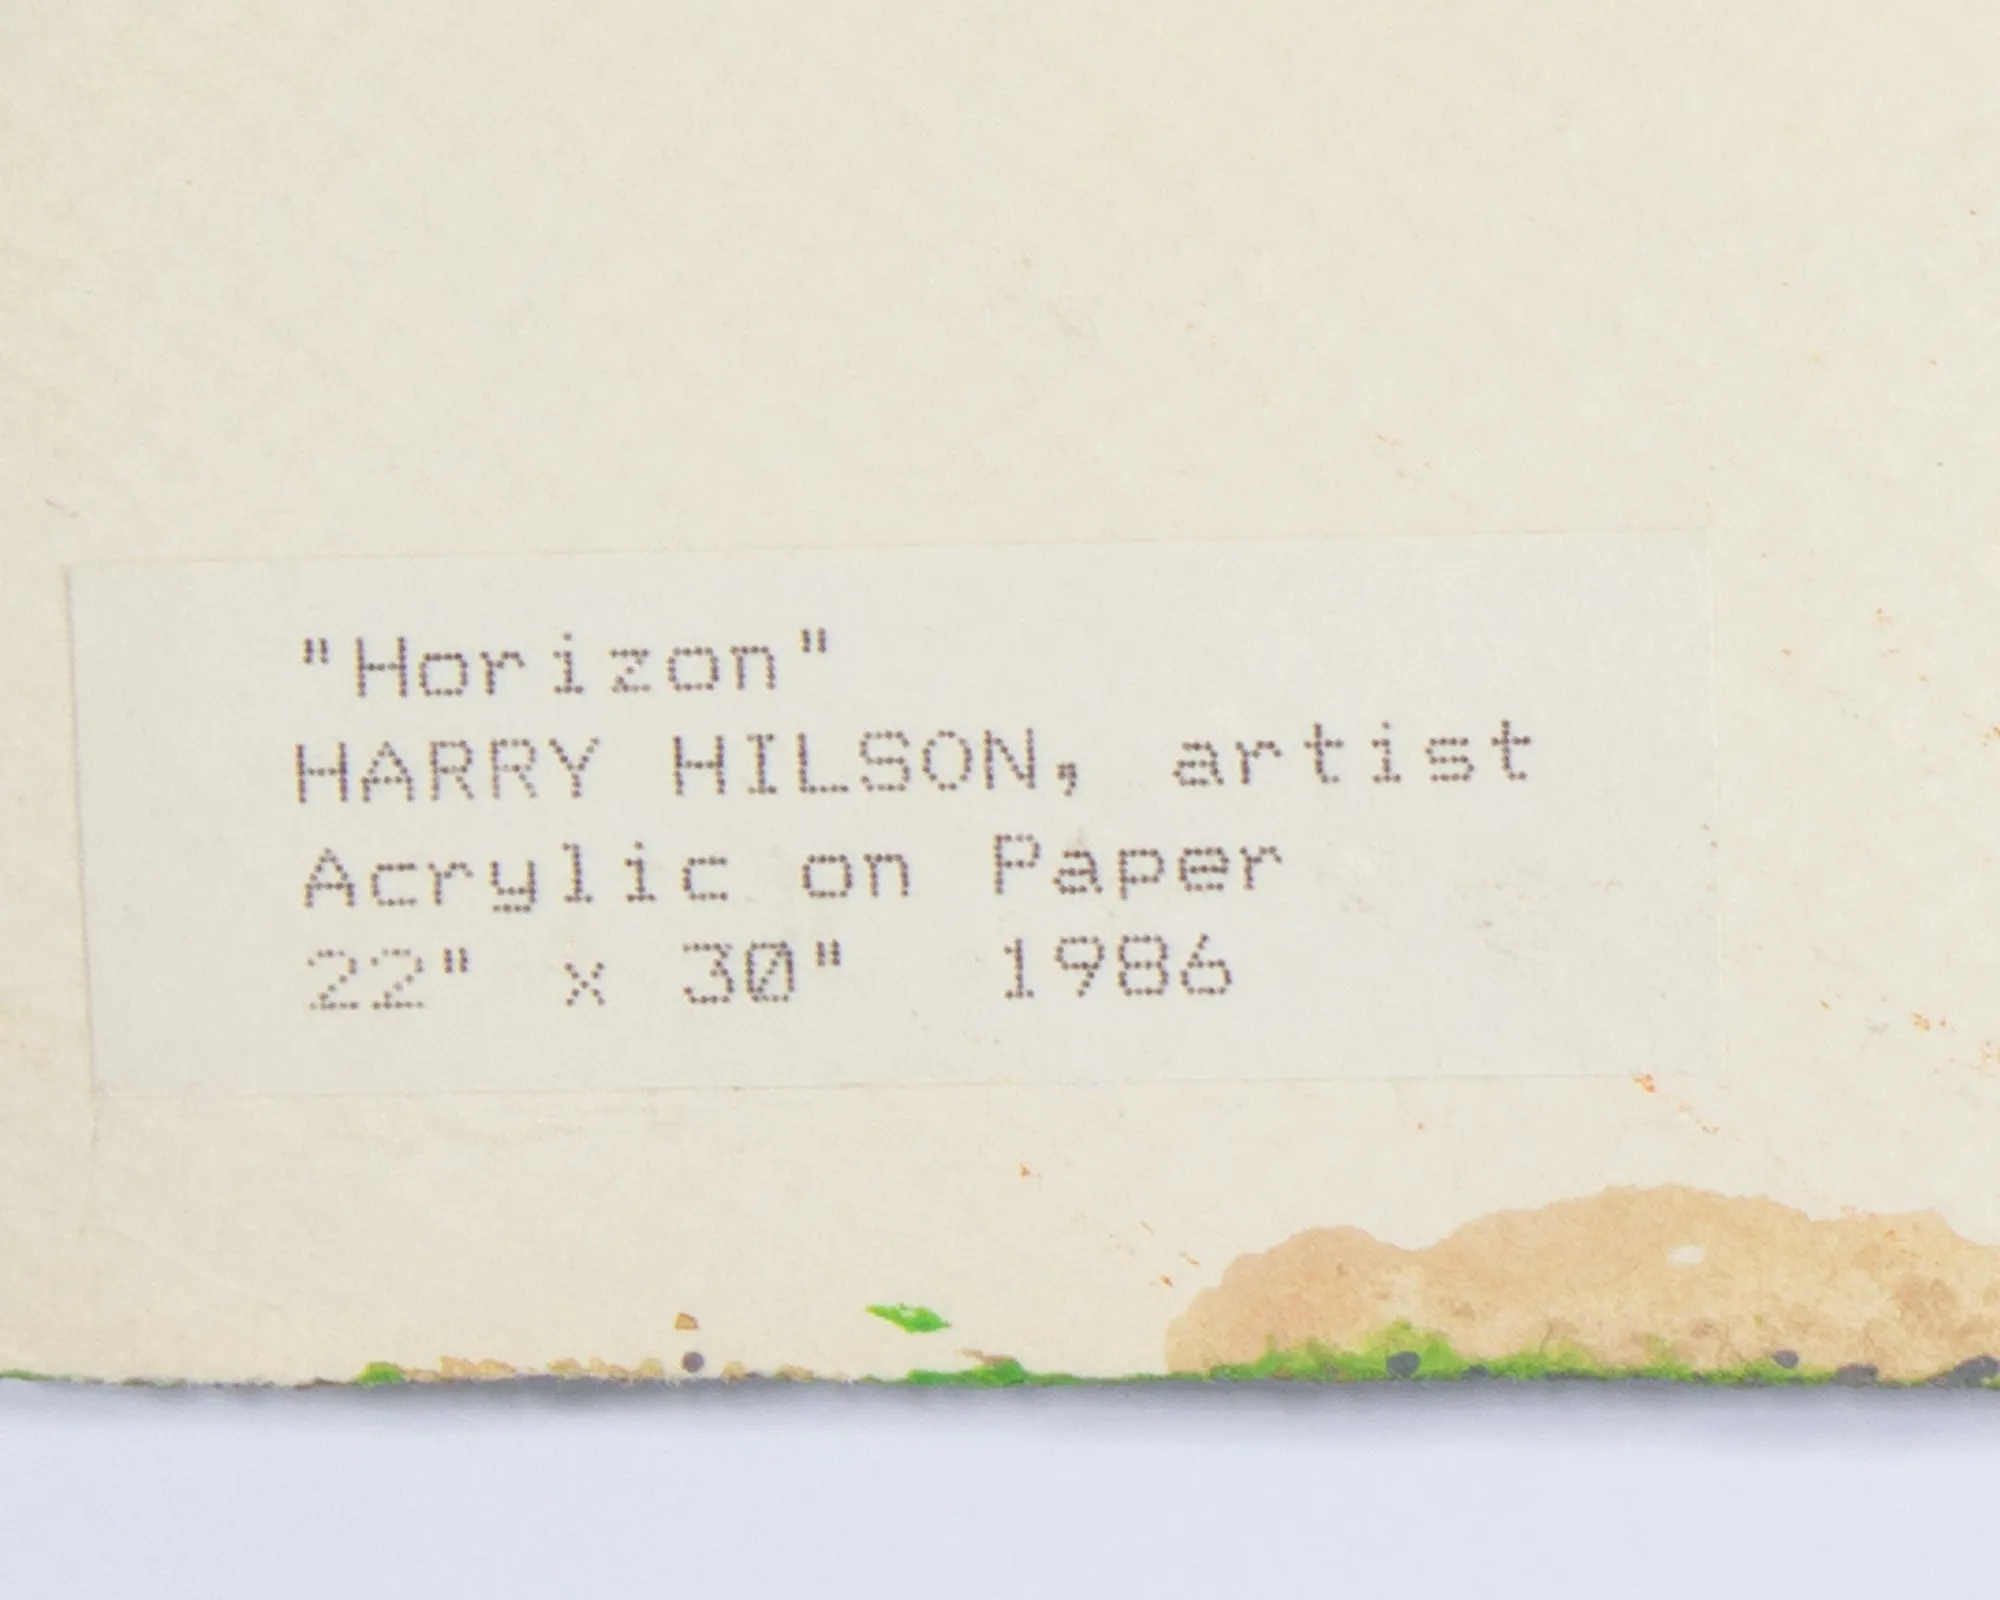 "Horizon"
HARRY HILSON, artist
Acrylic on Paper
22" x 30" 1986